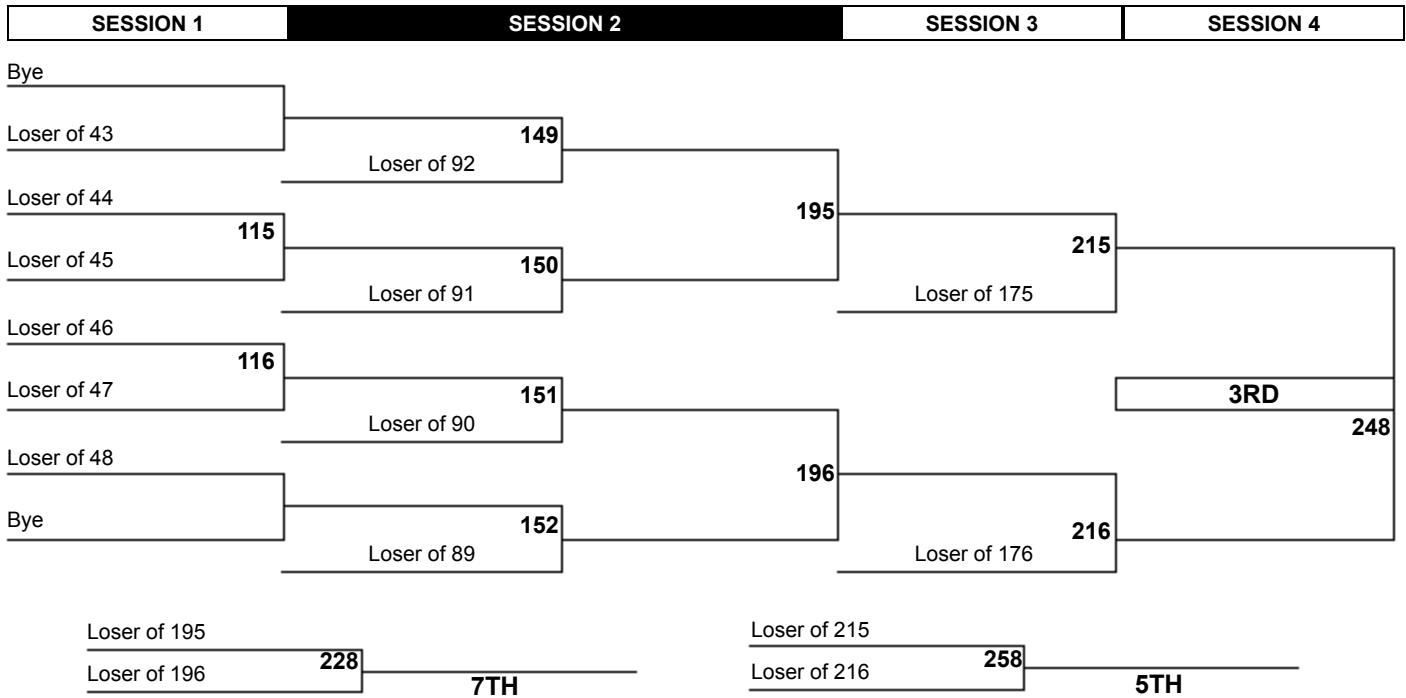 SESSION 1 SESSION 2 SESSION 3 SESSION 4
Bye
Loser of 43
149
Loser of 92
Loser of 44
195
115
Loser of 45
215
150
Loser of 91
Loser of 175
Loser of 46
116
Loser of 47
151
3RD
Loser of 90
248
Loser of 48
196
Bye
152
216
Loser of 89
Loser of 176
Loser of 195
228
Loser of 196
7TH
Loser of 215
258
Loser of 216
5TH